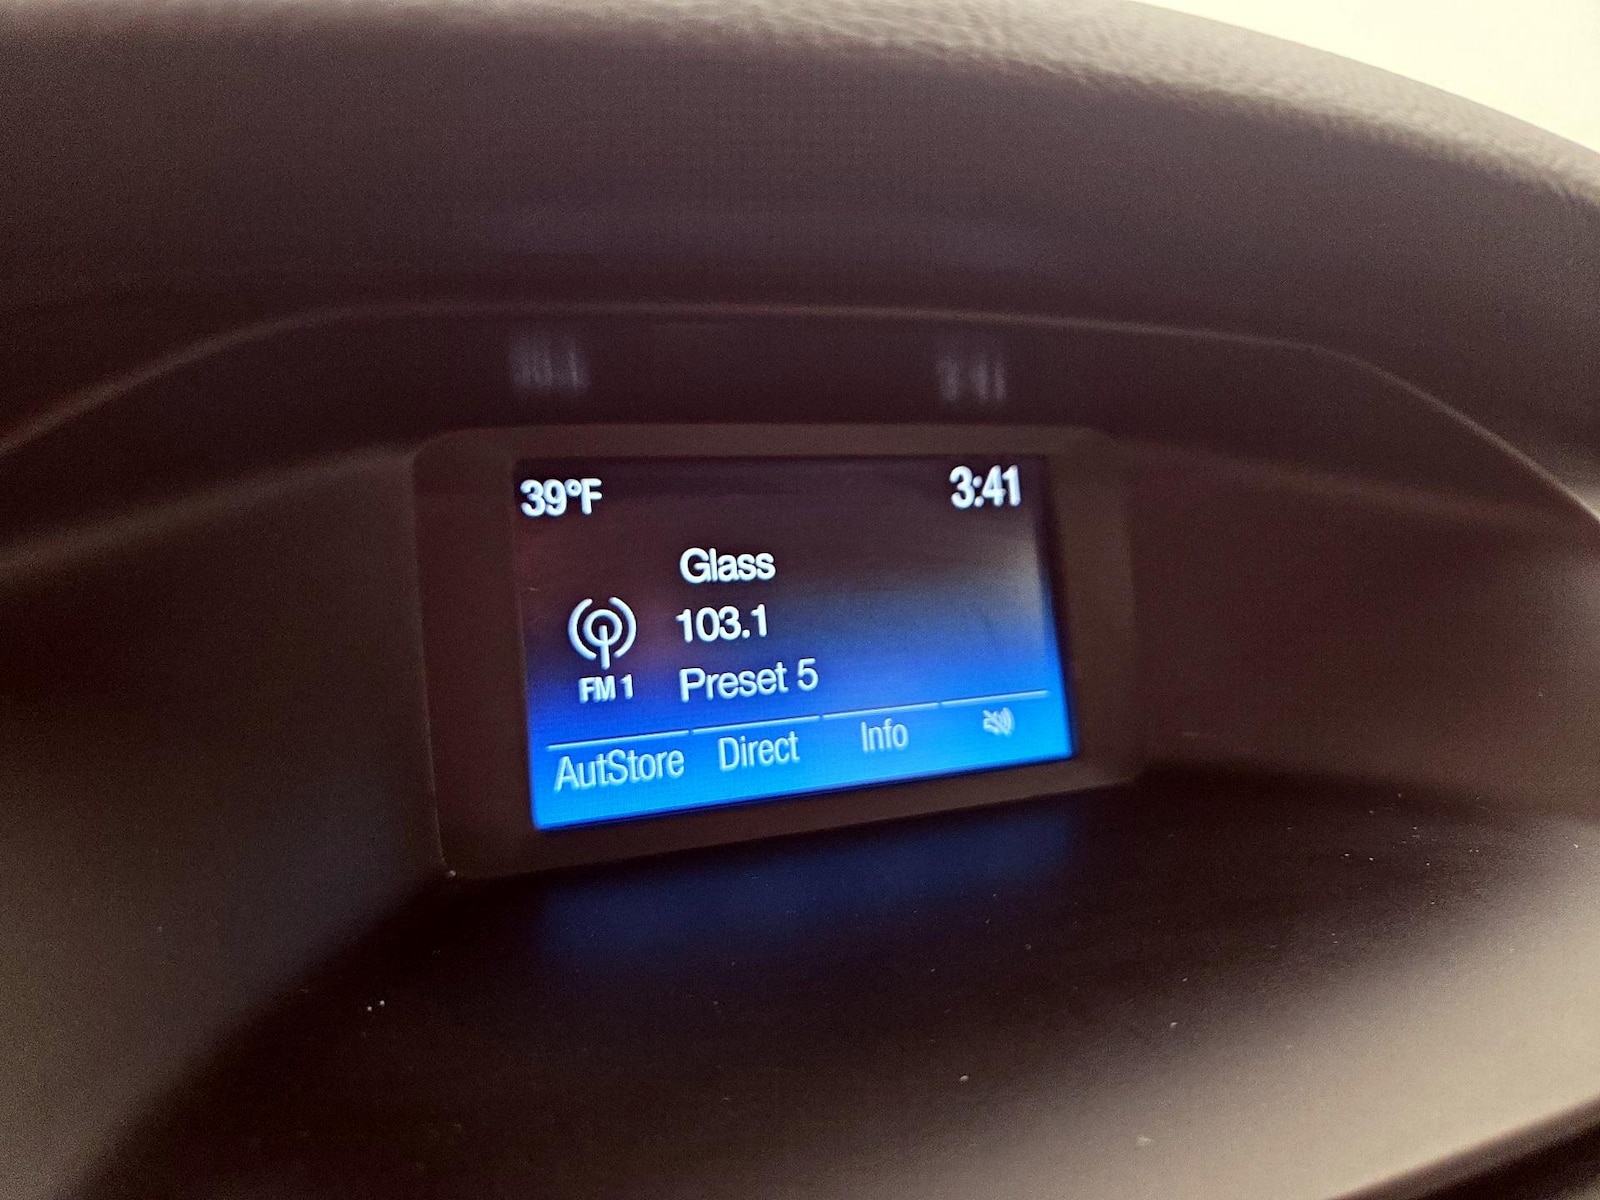 39°F 3:41
Glass
103.1
FM 1 Preset 5
AutStore Direct Info